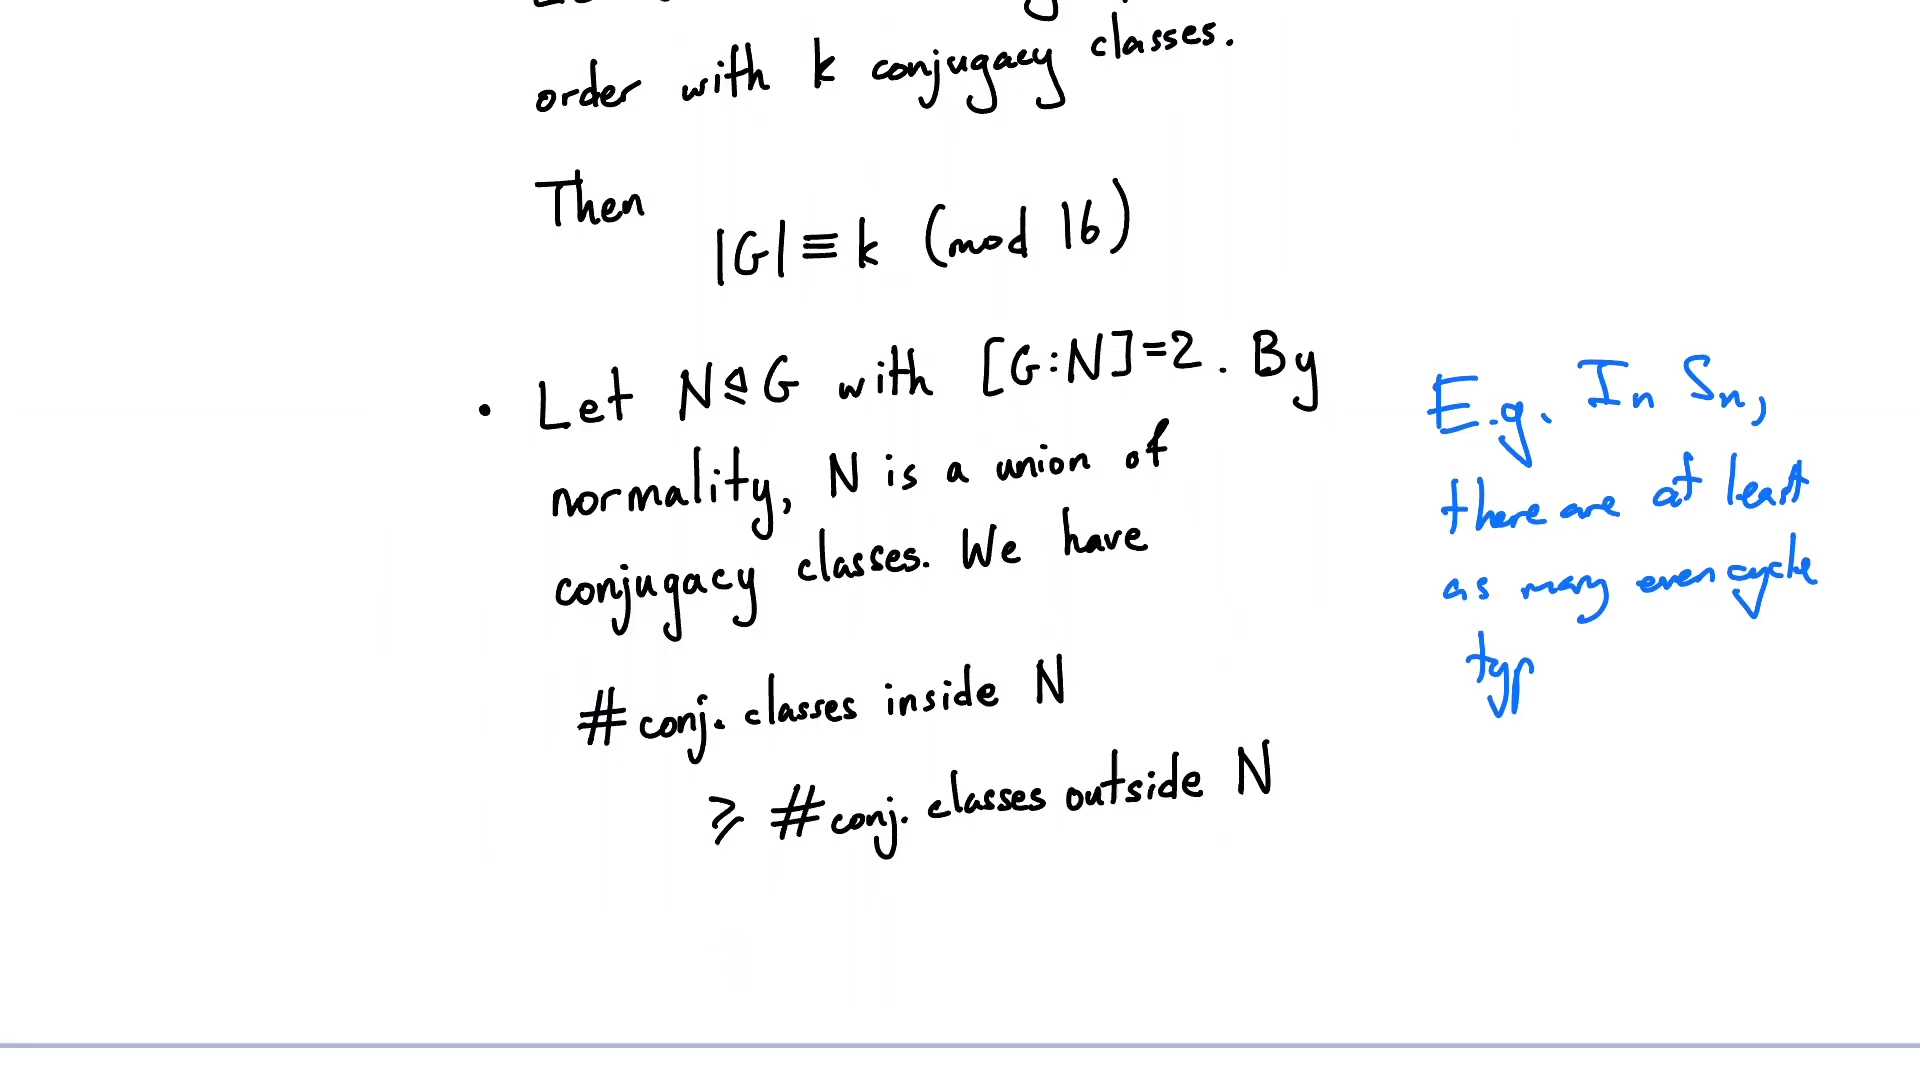 order with k conjugacy classes.
Then
|G| ≡ k (mod 16)
• Let N ⊴ G with [G:N]=2. By
normality, N is a union of
conjugacy classes. We have
#conj. classes inside N
⩾ #conj. classes outside N
E.g. In Sn,
there are at least
as many even cycle
typ